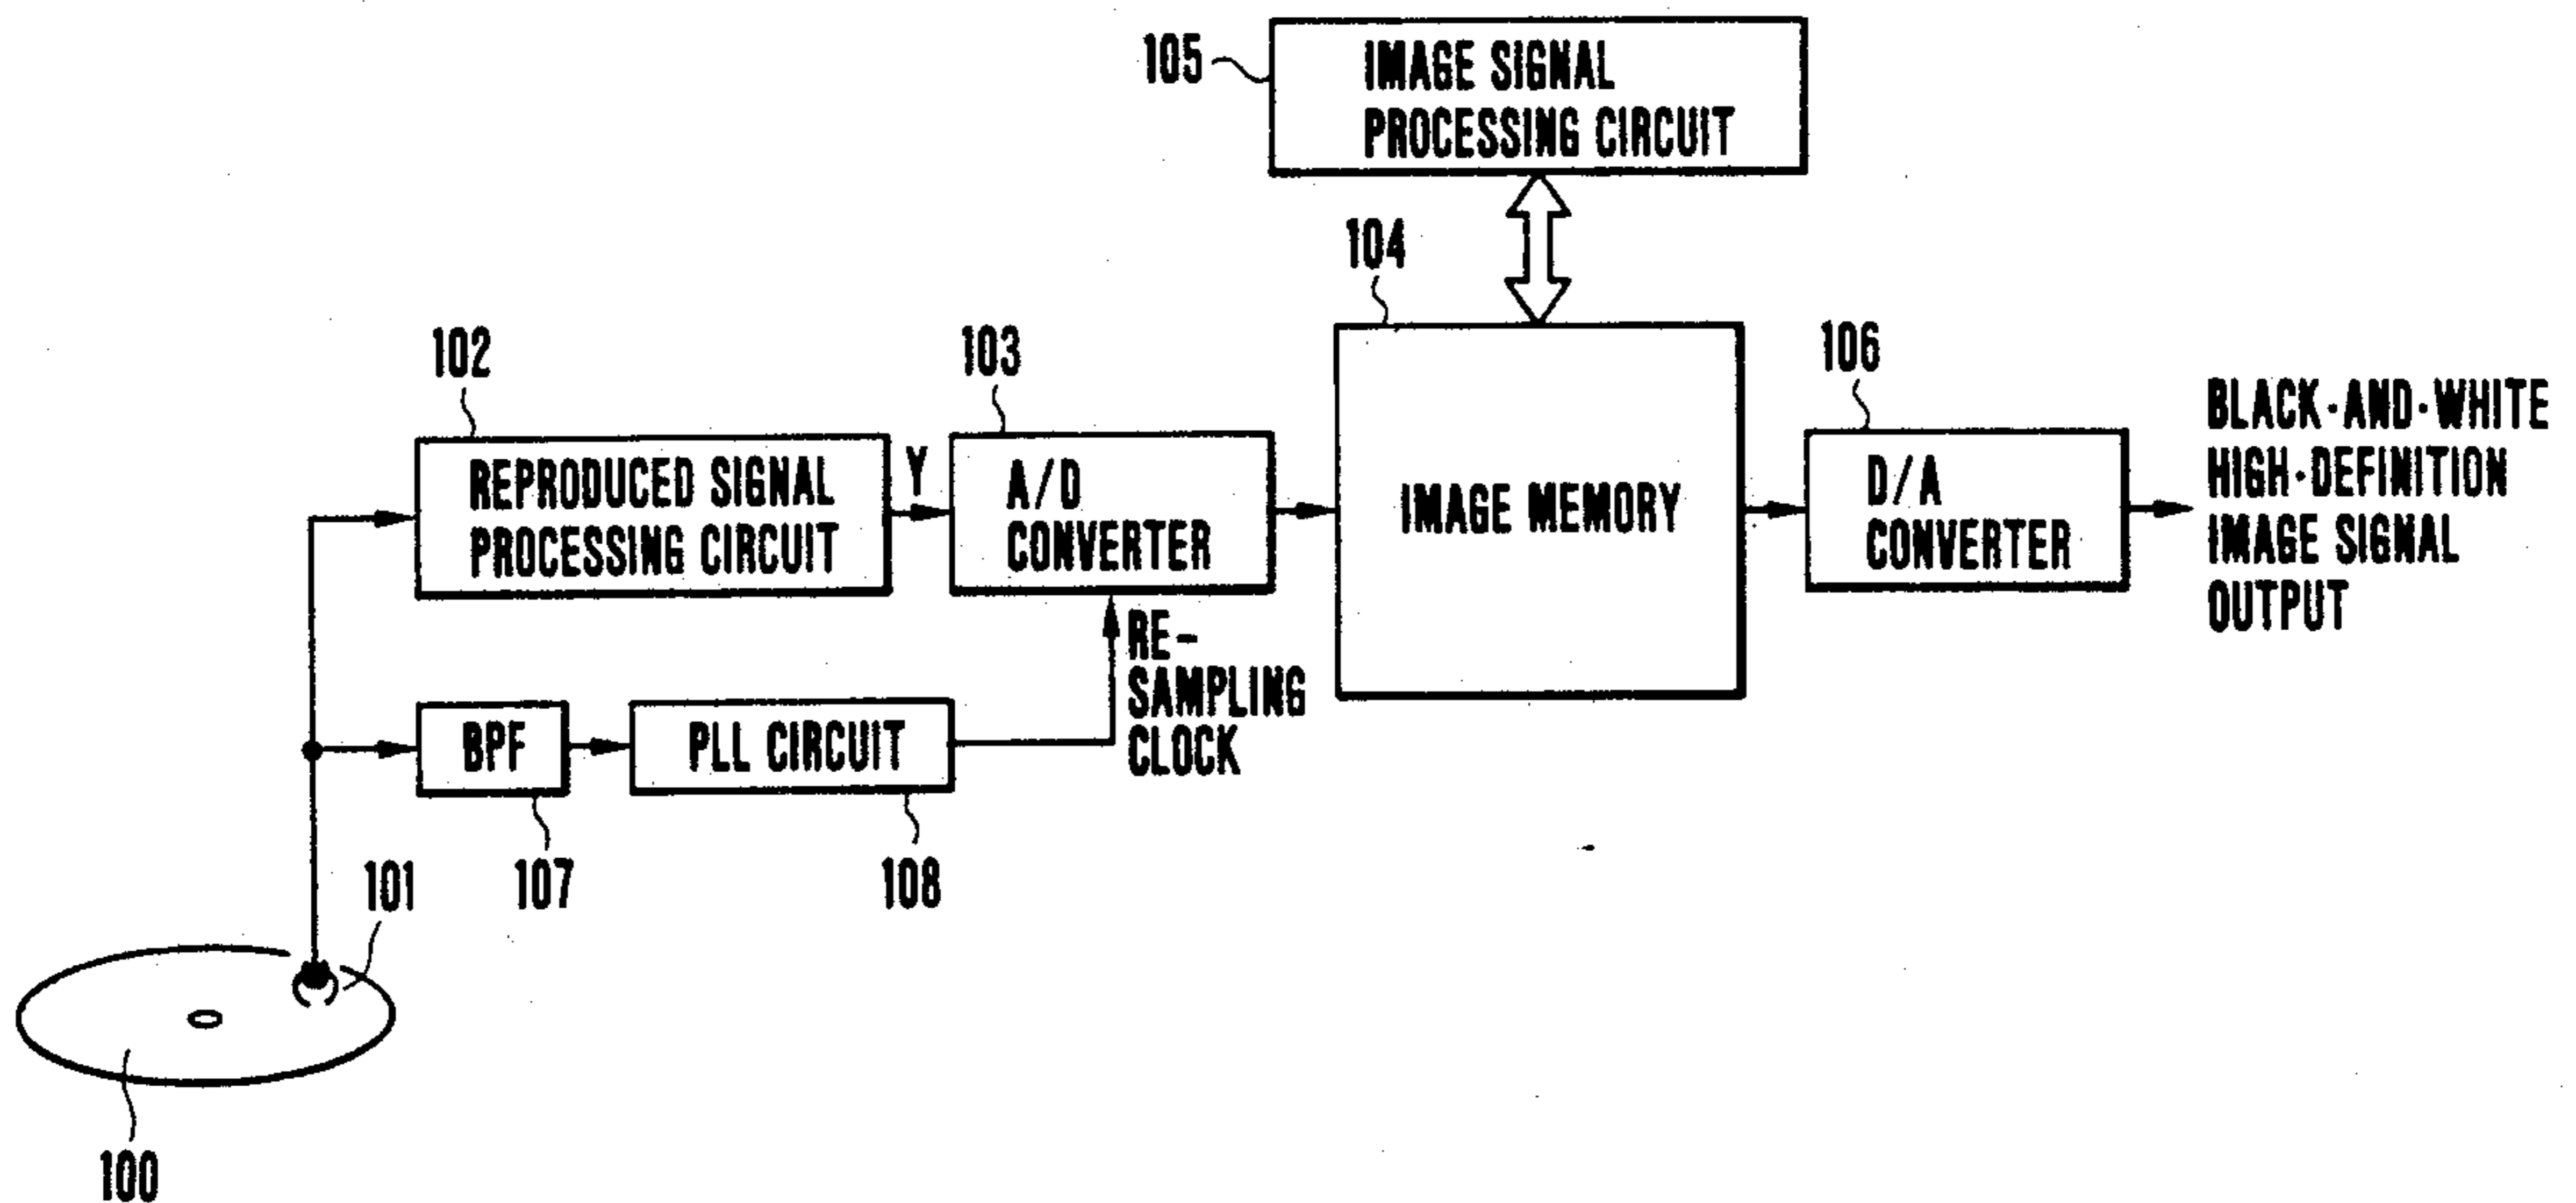 105
IMAGE SIGNAL
PROCESSING CIRCUIT
104
102
103
106
REPRODUCED SIGNAL
PROCESSING CIRCUIT
Y
A/D
CONVERTER
IMAGE MEMORY
D/A
CONVERTER
BLACK·AND·WHITE
HIGH·DEFINITION
IMAGE SIGNAL
OUTPUT
RE-
SAMPLING
CLOCK
BPF
PLL CIRCUIT
107
108
101
100